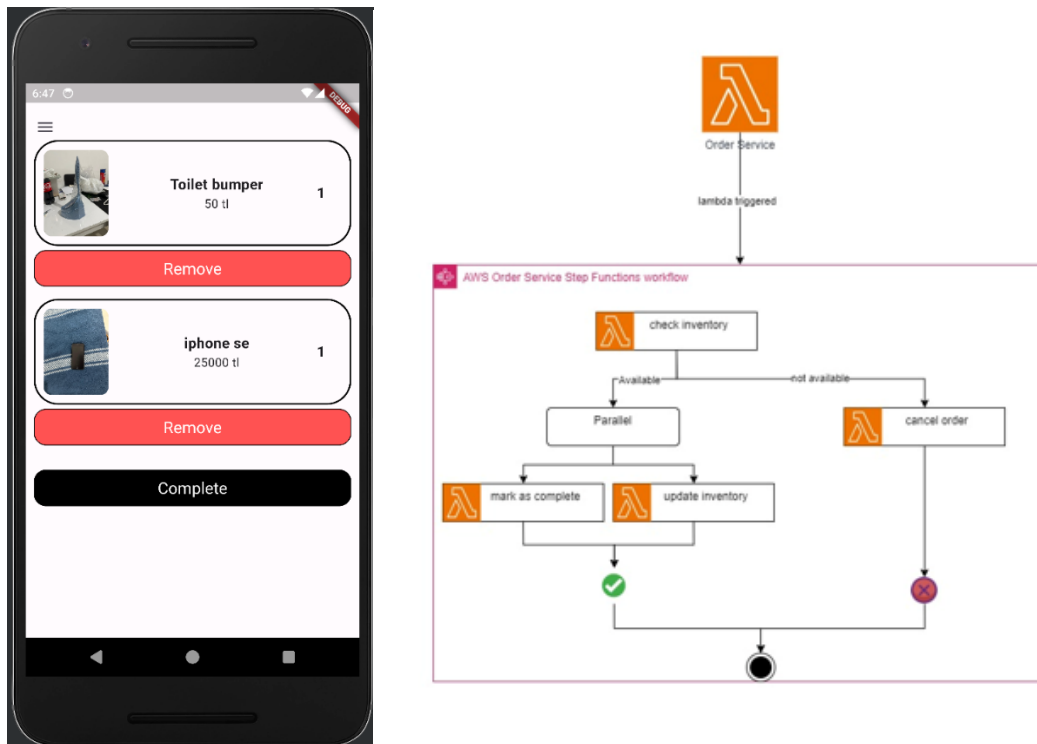 6:47
DEBUG
Toilet bumper
50 tl
1
Remove
iphone se
25000 tl
1
Remove
Complete
Order Service
lambda triggered
AWS Order Service Step Functions workflow
check inventory
Available
not available
Parallel
cancel order
mark as complete
update inventory